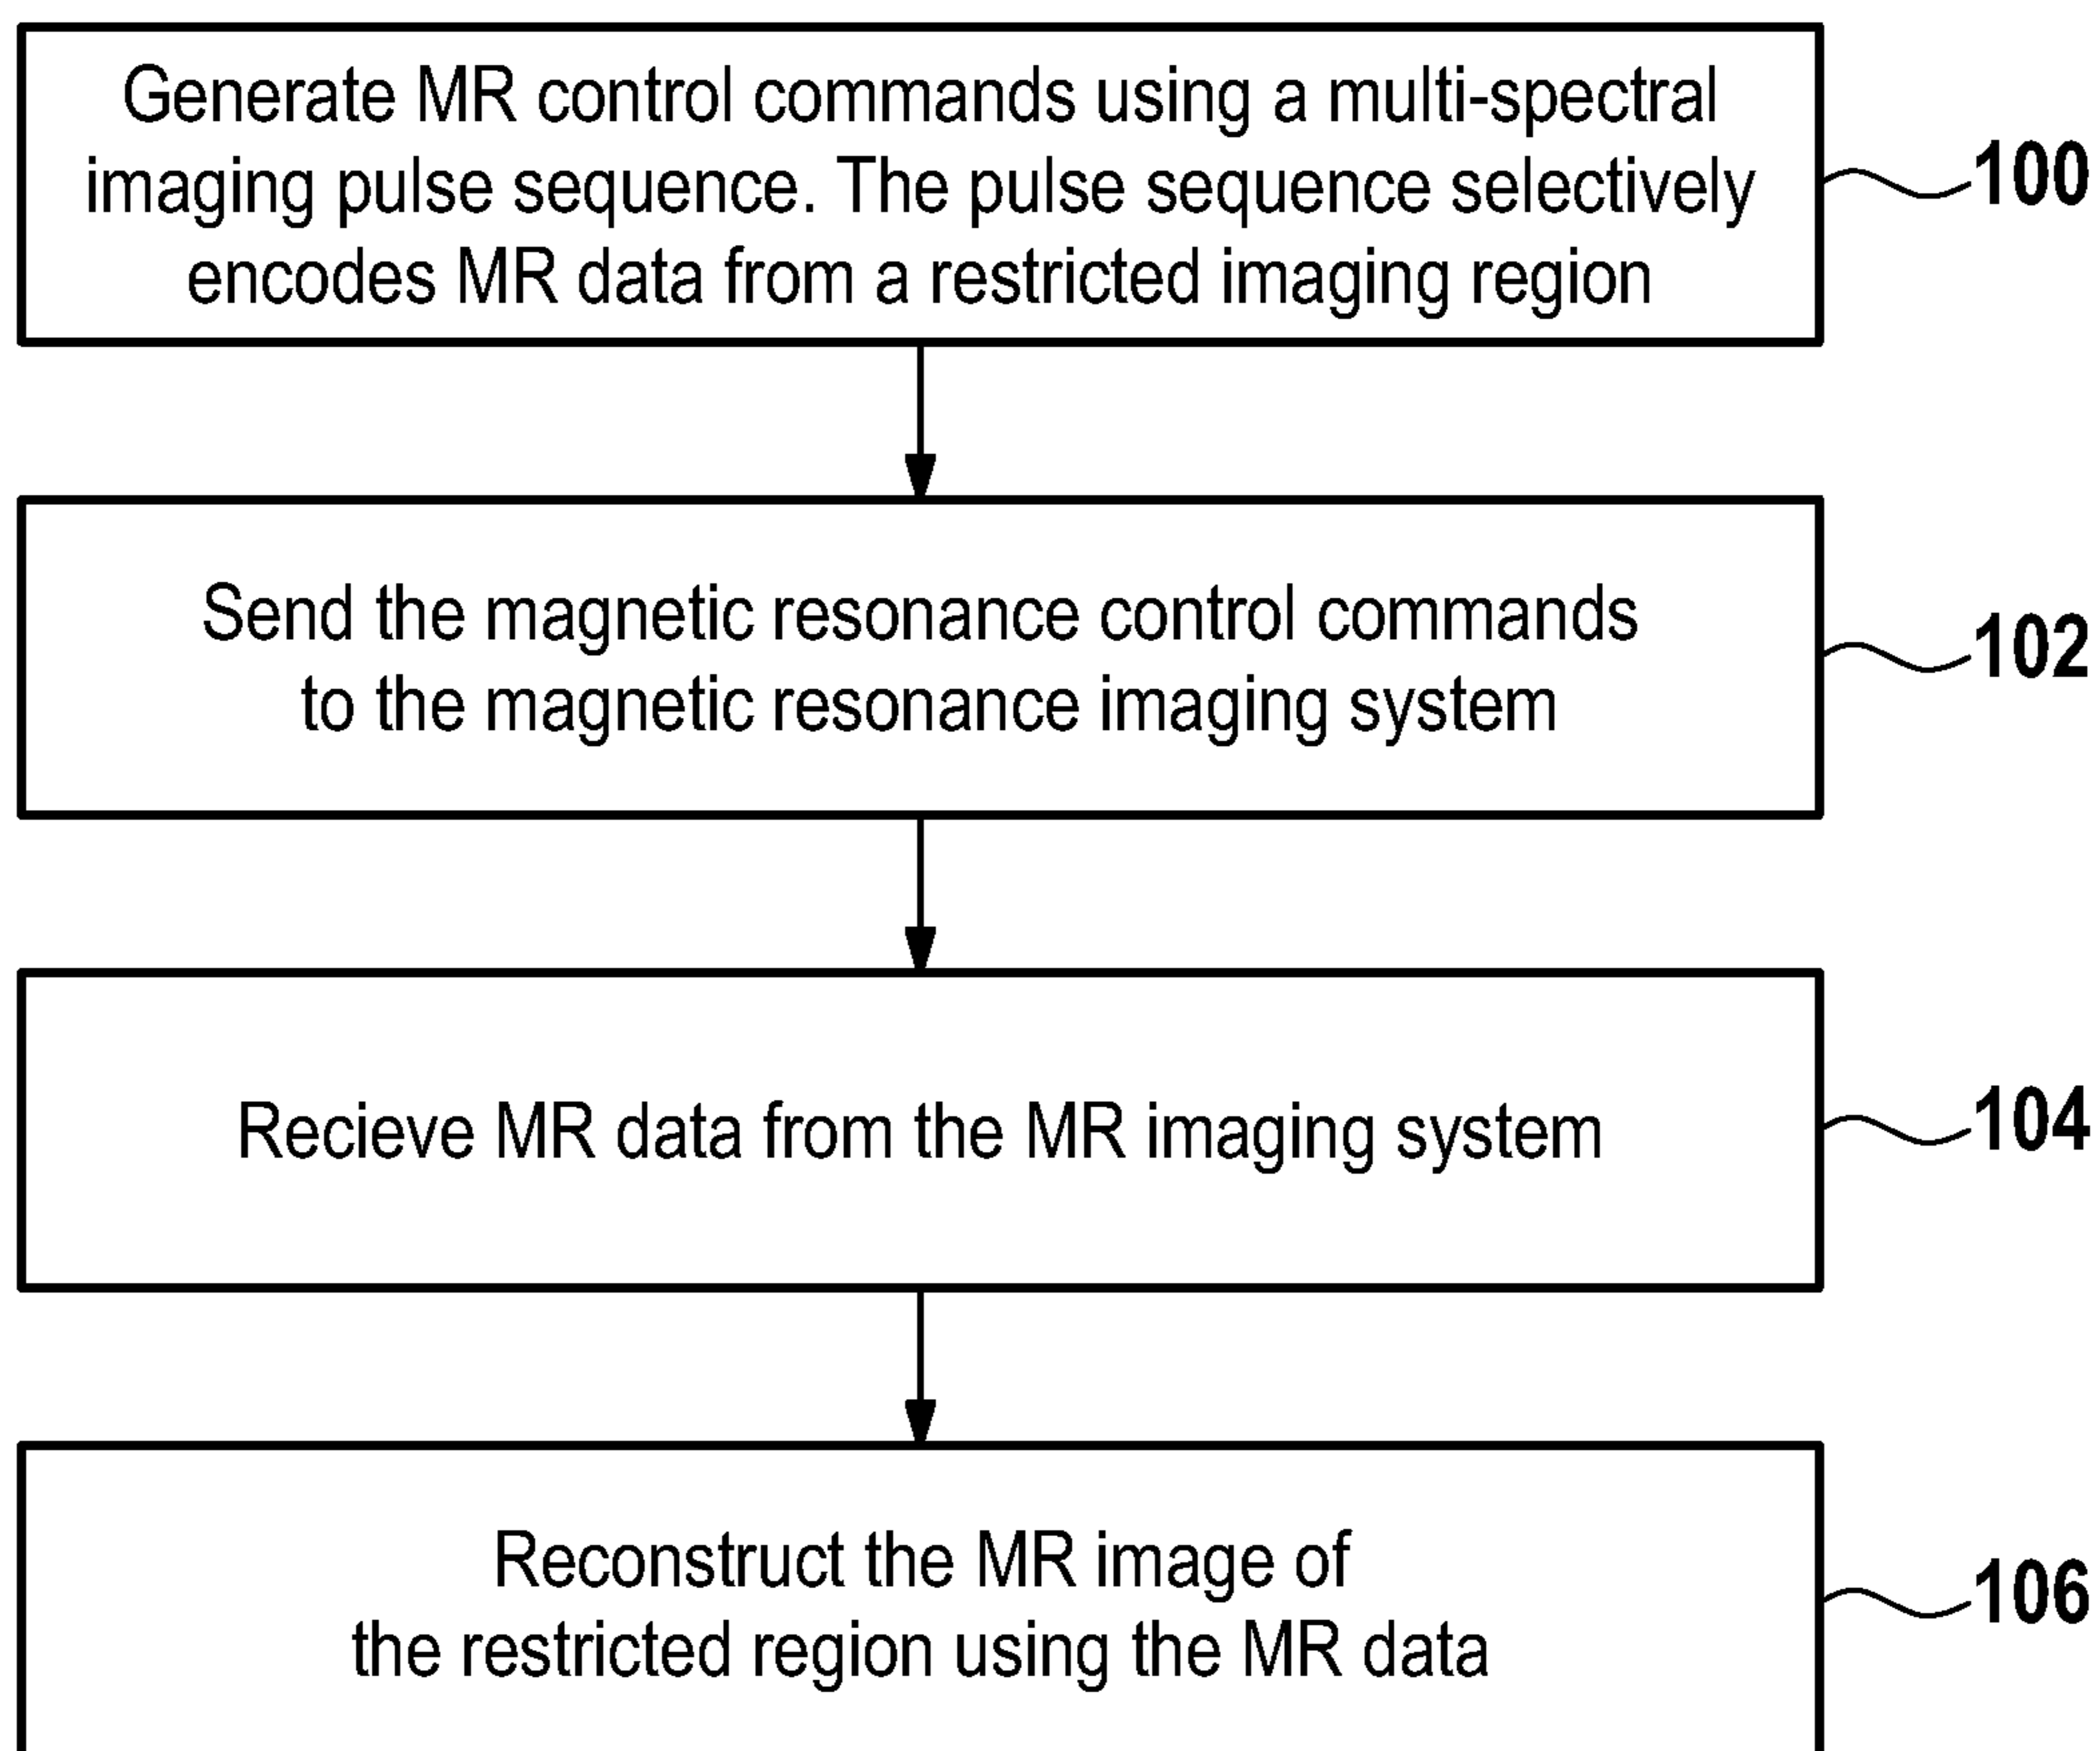 Generate MR control commands using a multi-spectral
imaging pulse sequence. The pulse sequence selectively
encodes MR data from a restricted imaging region
100
Send the magnetic resonance control commands
to the magnetic resonance imaging system
102
Recieve MR data from the MR imaging system
104
Reconstruct the MR image of
the restricted region using the MR data
106